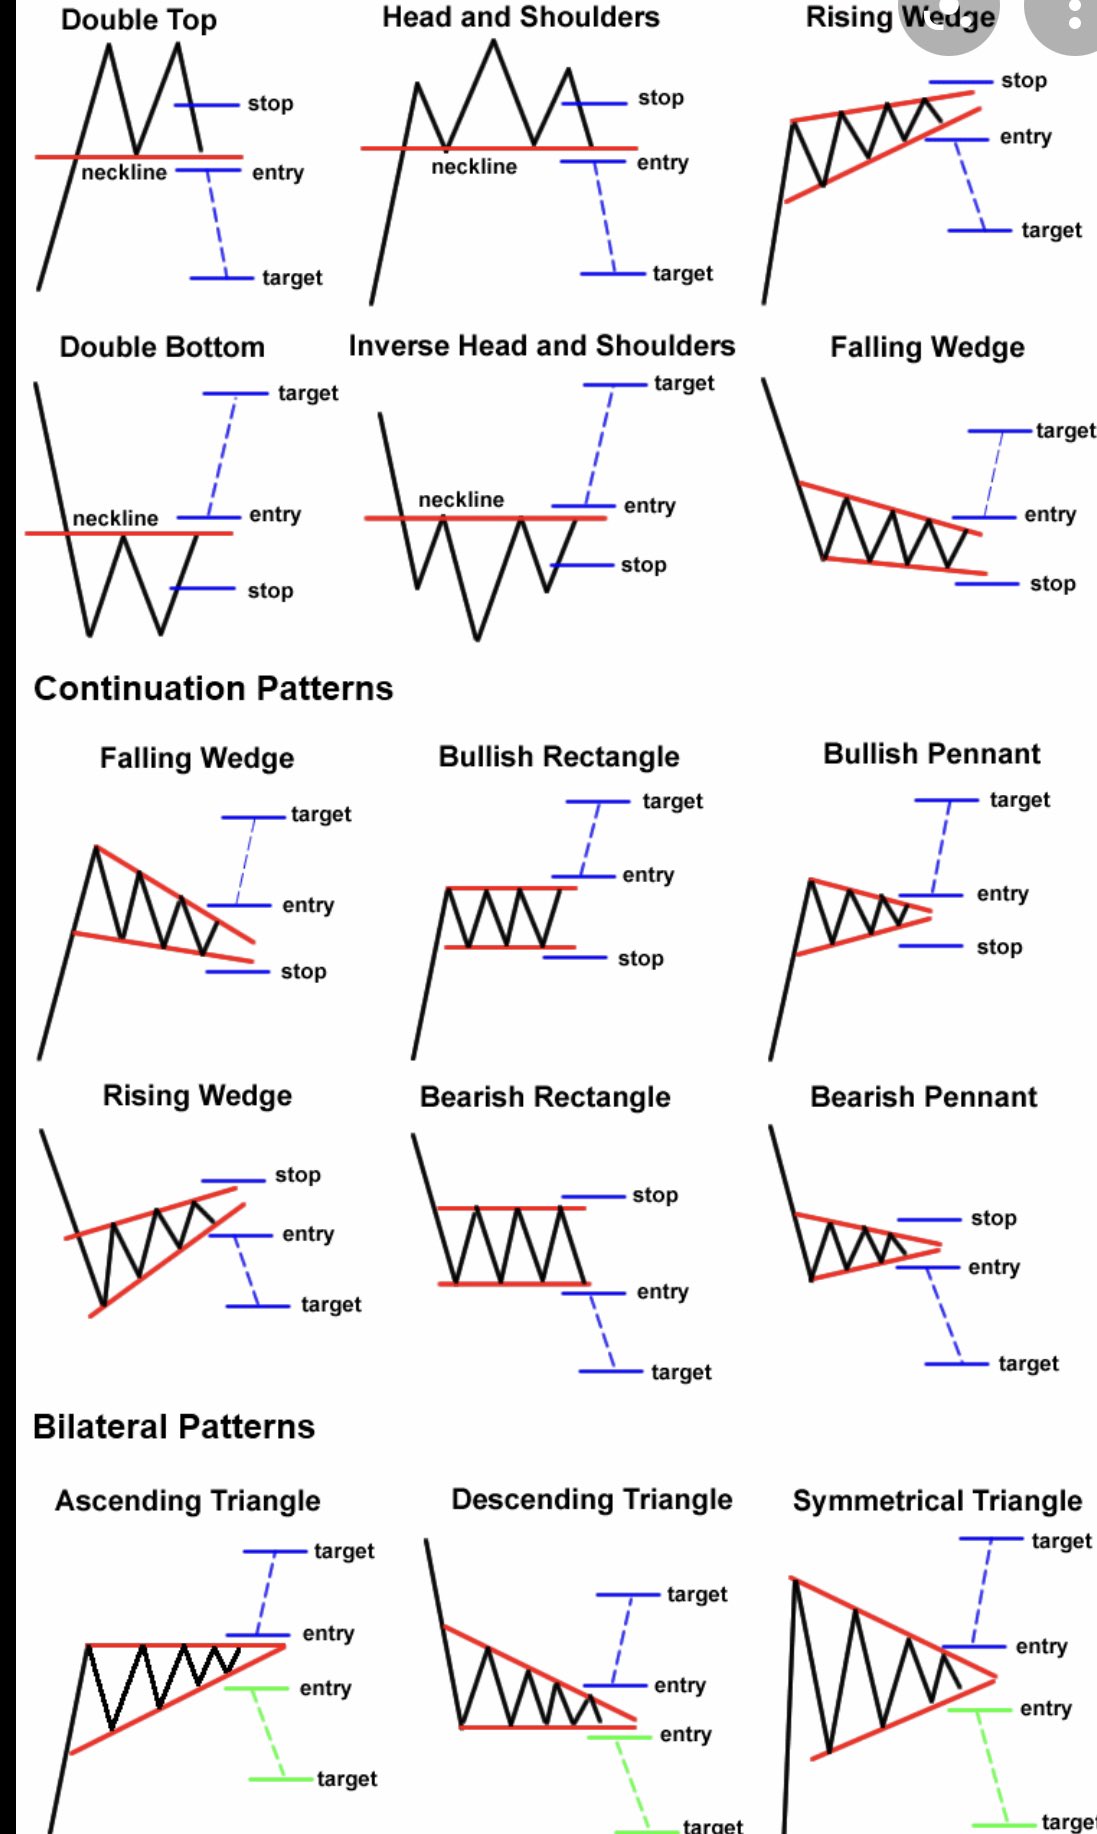 Double Top
Head and Shoulders
Rising Wedge
stop
neckline
entry
target
stop
neckline
entry
target
stop
entry
target
Double Bottom
Inverse Head and Shoulders
Falling Wedge
target
neckline
entry
stop
target
neckline
entry
stop
target
entry
stop
Continuation Patterns
Falling Wedge
Bullish Rectangle
Bullish Pennant
target
entry
stop
target
entry
stop
target
entry
stop
Rising Wedge
Bearish Rectangle
Bearish Pennant
stop
entry
target
stop
entry
target
stop
entry
target
Bilateral Patterns
Ascending Triangle
Descending Triangle
Symmetrical Triangle
target
entry
entry
target
target
entry
entry
target
target
entry
entry
target